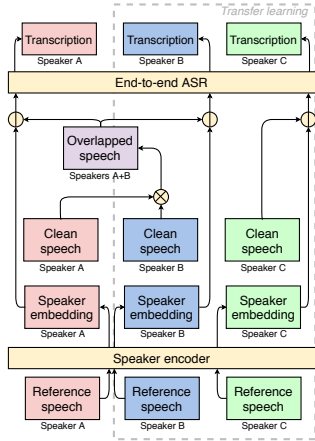 Transfer learning
Transcription
Transcription
Transcription
Speaker A
Speaker B
Speaker C
End-to-end ASR
Overlapped
speech
Speakers A+B
Clean
speech
Speaker A
Clean
speech
Speaker B
Clean
speech
Speaker C
Speaker
embedding
Speaker A
Speaker
embedding
Speaker B
Speaker
embedding
Speaker C
Speaker encoder
Reference
speech
Speaker A
Reference
speech
Speaker B
Reference
speech
Speaker C